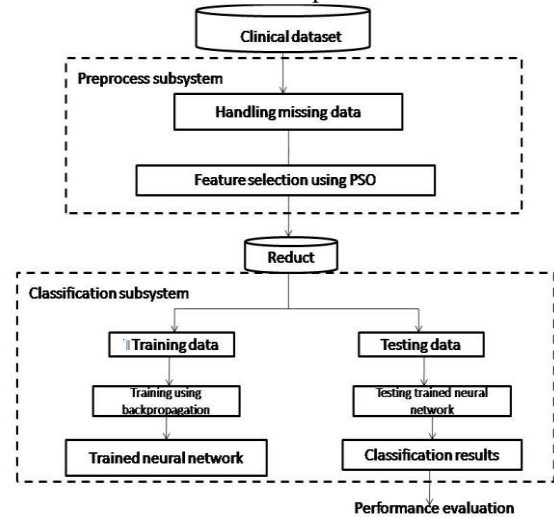 Clinical dataset
Preprocess subsystem
Handling missing data
Feature selection using PSO
Reduct
Classification subsystem
Training data
Testing data
Training using
backpropagation
Testing trained neural
network
Trained neural network
Classification results
Performance evaluation